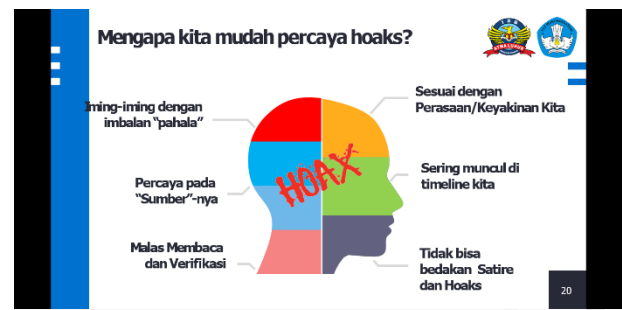 Mengapa kita mudah percaya hoaks?
Iming-iming dengan
imbalan "pahala"
Percaya pada
"Sumber"-nya
Malas Membaca
dan Verifikasi
HOAX
Sesuai dengan
Perasaan/Keyakinan Kita
Sering muncul di
timeline kita
Tidak bisa
bedakan Satire
dan Hoaks
20